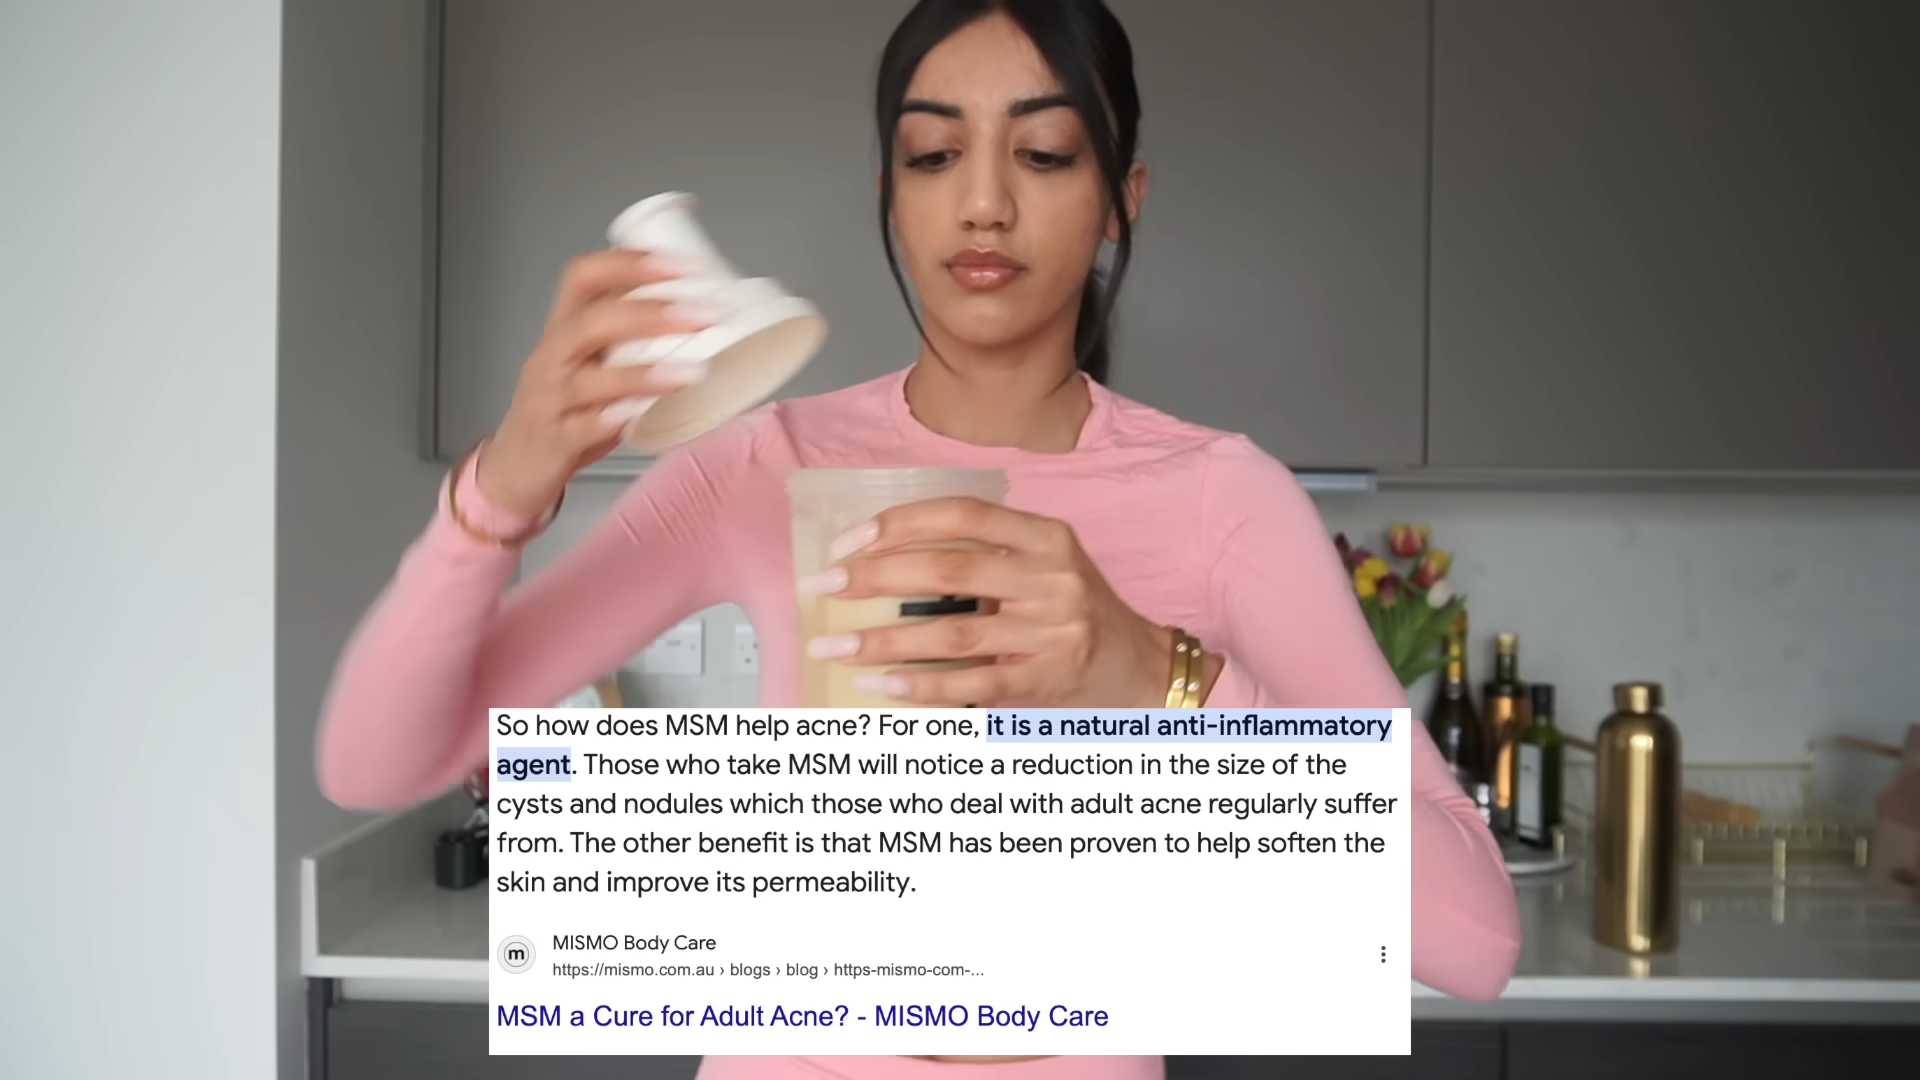 So how does MSM help acne? For one, it is a natural anti-inflammatory
agent. Those who take MSM will notice a reduction in the size of the
cysts and nodules which those who deal with adult acne regularly suffer
from. The other benefit is that MSM has been proven to help soften the
skin and improve its permeability.
m
MISMO Body Care
https://mismo.com.au › blogs › blog › https-mismo-com-...
MSM a Cure for Adult Acne? - MISMO Body Care